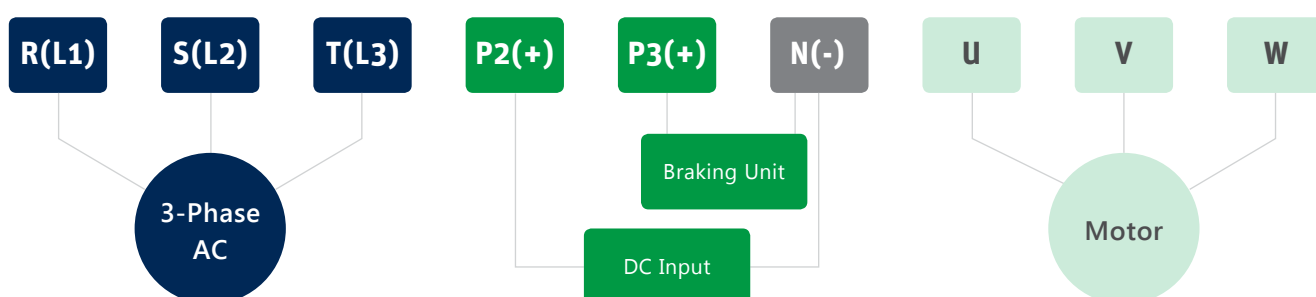 R(L1) S(L2) T(L3) P2(+) P3(+) N(-) U V W
Braking Unit
3-Phase
AC
Motor
DC Input